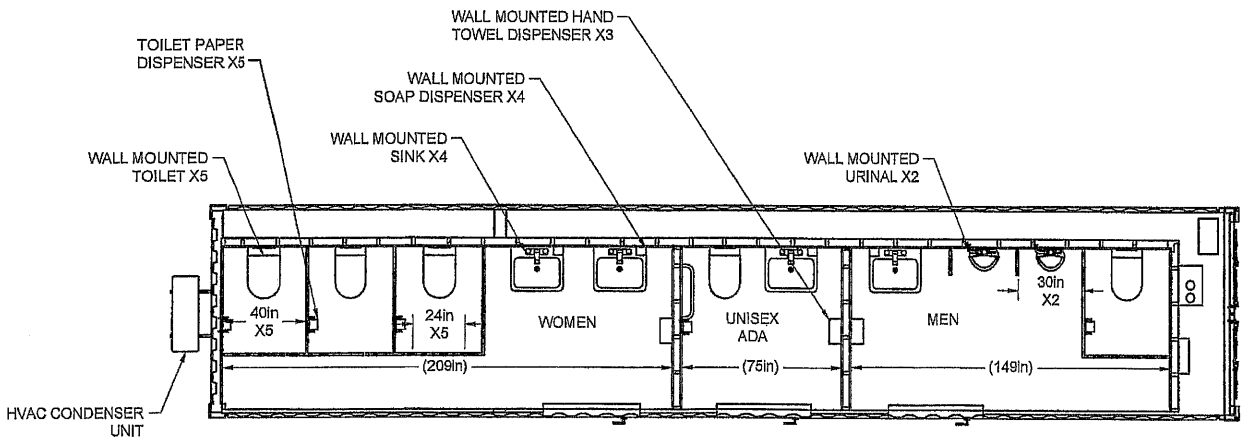 WALL MOUNTED HAND
TOWEL DISPENSER X3
TOILET PAPER
DISPENSER X5
WALL MOUNTED
SOAP DISPENSER X4
WALL MOUNTED
SINK X4
WALL MOUNTED
TOILET X5
WALL MOUNTED
URINAL X2
40in
X5
24in
X5
WOMEN
UNISEX
ADA
MEN
30in
X2
(209in)
(75in)
(149in)
HVAC CONDENSER
UNIT